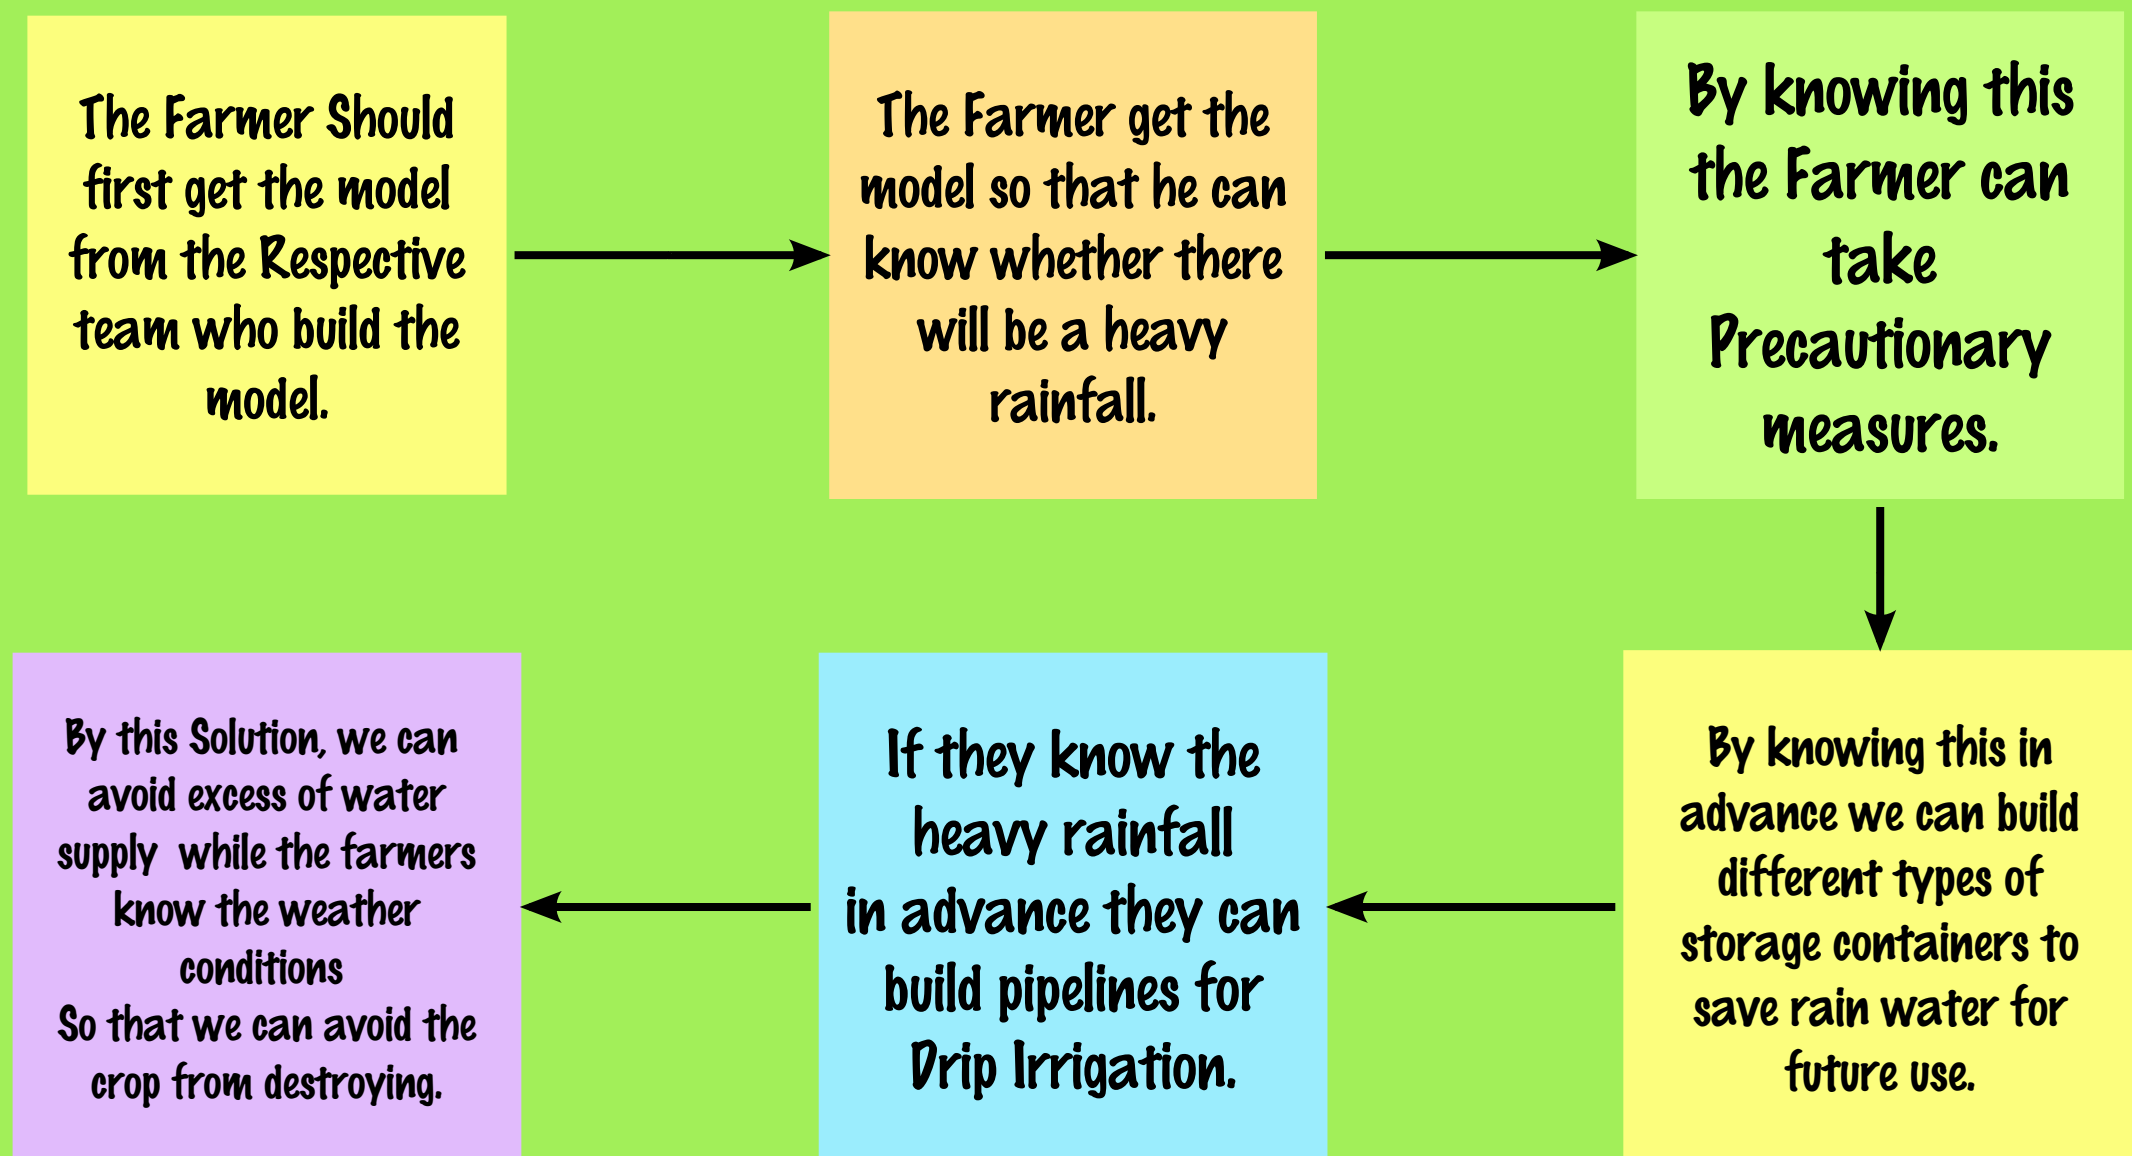 The Farmer Should
first get the model
from the Respective
team who build the
model.
The Farmer get the
model so that he can
know whether there
will be a heavy
rainfall.
By knowing this
the Farmer can
take
Precautionary
measures.
By knowing this in
advance we can build
different types of
storage containers to
save rain water for
future use.
If they know the
heavy rainfall
in advance they can
build pipelines for
Drip Irrigation.
By this Solution, we can
avoid excess of water
supply while the farmers
know the weather
conditions
So that we can avoid the
crop from destroying.